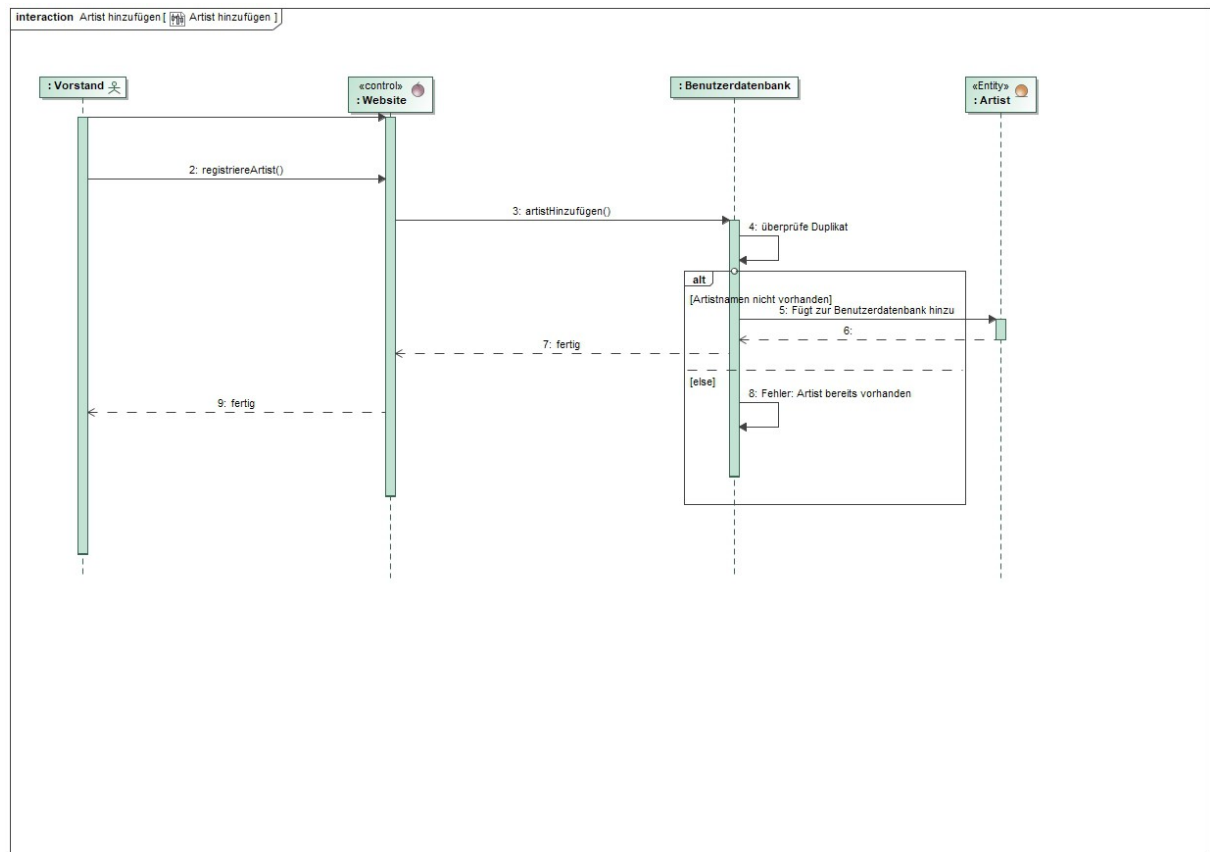 interaction Artist hinzufügen [ Artist hinzufügen ]
: Vorstand
«control»
: Website
: Benutzerdatenbank
«Entity»
: Artist
2: registriereArtist()
3: artistHinzufügen()
4: überprüfe Duplikat
alt
[Artistnamen nicht vorhanden]
5: Fügt zur Benutzerdatenbank hinzu
6:
7: fertig
[else]
8: Fehler: Artist bereits vorhanden
9: fertig